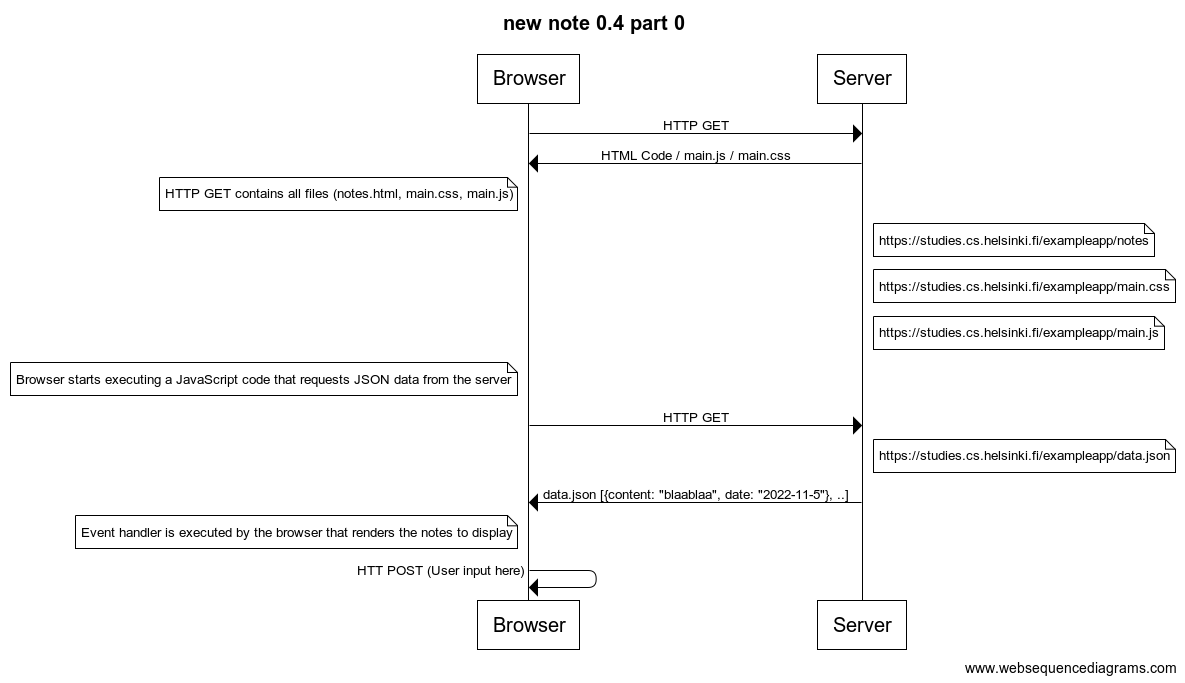 new note 0.4 part 0
Browser
Server
HTTP GET
HTML Code / main.js / main.css
HTTP GET contains all files (notes.html, main.css, main.js)
https://studies.cs.helsinki.fi/exampleapp/notes
https://studies.cs.helsinki.fi/exampleapp/main.css
https://studies.cs.helsinki.fi/exampleapp/main.js
Browser starts executing a JavaScript code that requests JSON data from the server
HTTP GET
https://studies.cs.helsinki.fi/exampleapp/data.json
data.json [{content: "blaablaa", date: "2022-11-5"}, ..]
Event handler is executed by the browser that renders the notes to display
HTT POST (User input here)
Browser
Server
www.websequencediagrams.com